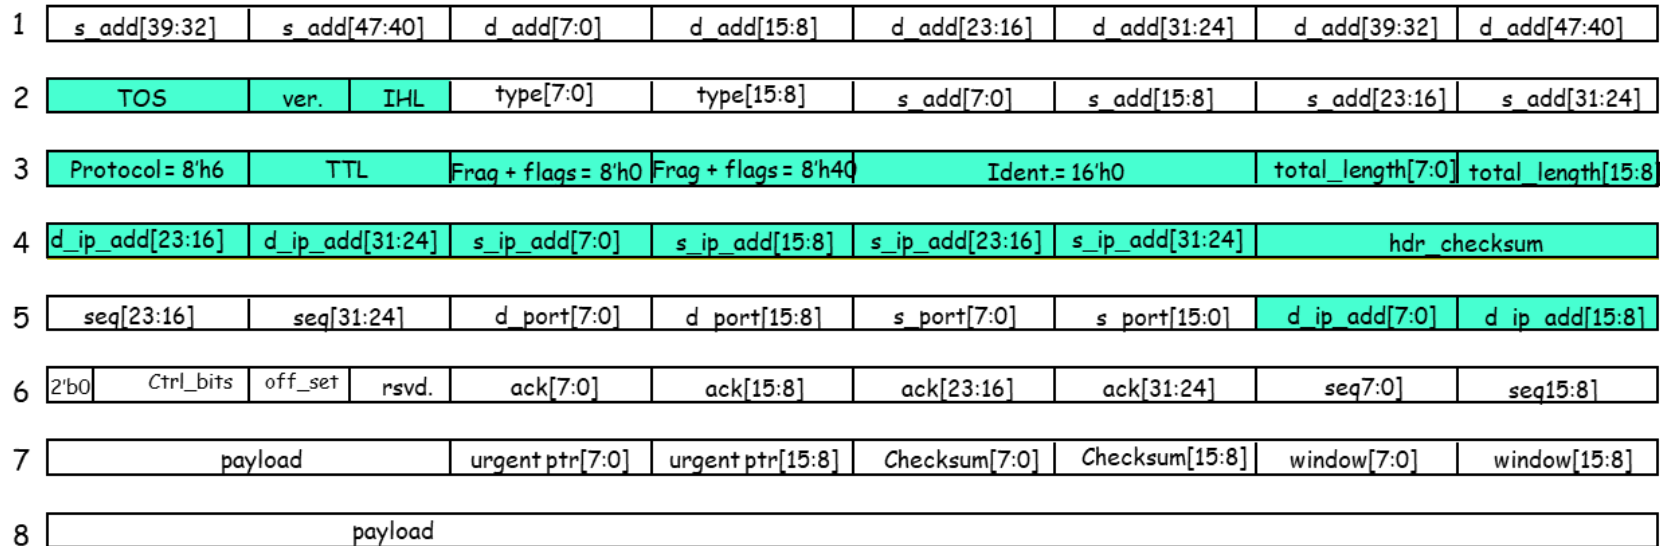 1 s_add[39:32] s_add[47:40] d_add[7:0] d_add[15:8] d_add[23:16] d_add[31:24] d_add[39:32] d_add[47:40]
2 TOS ver. IHL type[7:0] type[15:8] s_add[7:0] s_add[15:8] s_add[23:16] s_add[31:24]
3 Protocol = 8'h6 TTL Frag + flags = 8'h0 Frag + flags = 8'h40 Ident.= 16'h0 total_length[7:0] total_length[15:8]
4 d_ip_add[23:16] d_ip_add[31:24] s_ip_add[7:0] s_ip_add[15:8] s_ip_add[23:16] s_ip_add[31:24] hdr_checksum
5 seq[23:16] seq[31:24] d_port[7:0] d_port[15:8] s_port[7:0] s_port[15:0] d_ip_add[7:0] d_ip_add[15:8]
6 2'b0 Ctrl_bits off_set rsvd. ack[7:0] ack[15:8] ack[23:16] ack[31:24] seq7:0] seq15:8]
7 payload urgent ptr[7:0] urgent ptr[15:8] Checksum[7:0] Checksum[15:8] window[7:0] window[15:8]
8 payload